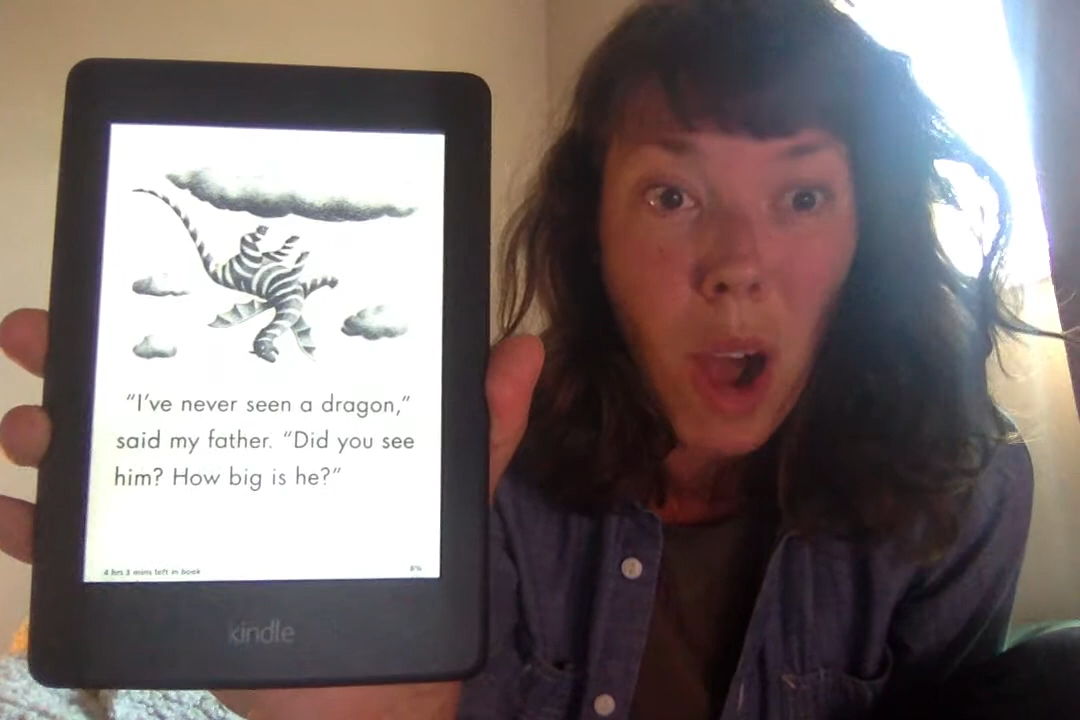 “I’ve never seen a dragon,”
said my father. “Did you see
him? How big is he?”
4 hrs 3 mins left in book
8%
kindle